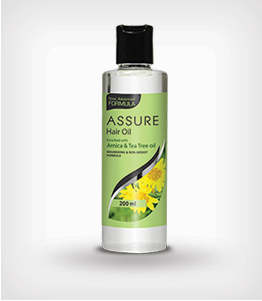 New Advanced
FORMULA
ASSURE
Hair Oil
Enriched with
Arnica & Tea Tree oil
NOURISHING & NON GREASY
FORMULA
200 ml